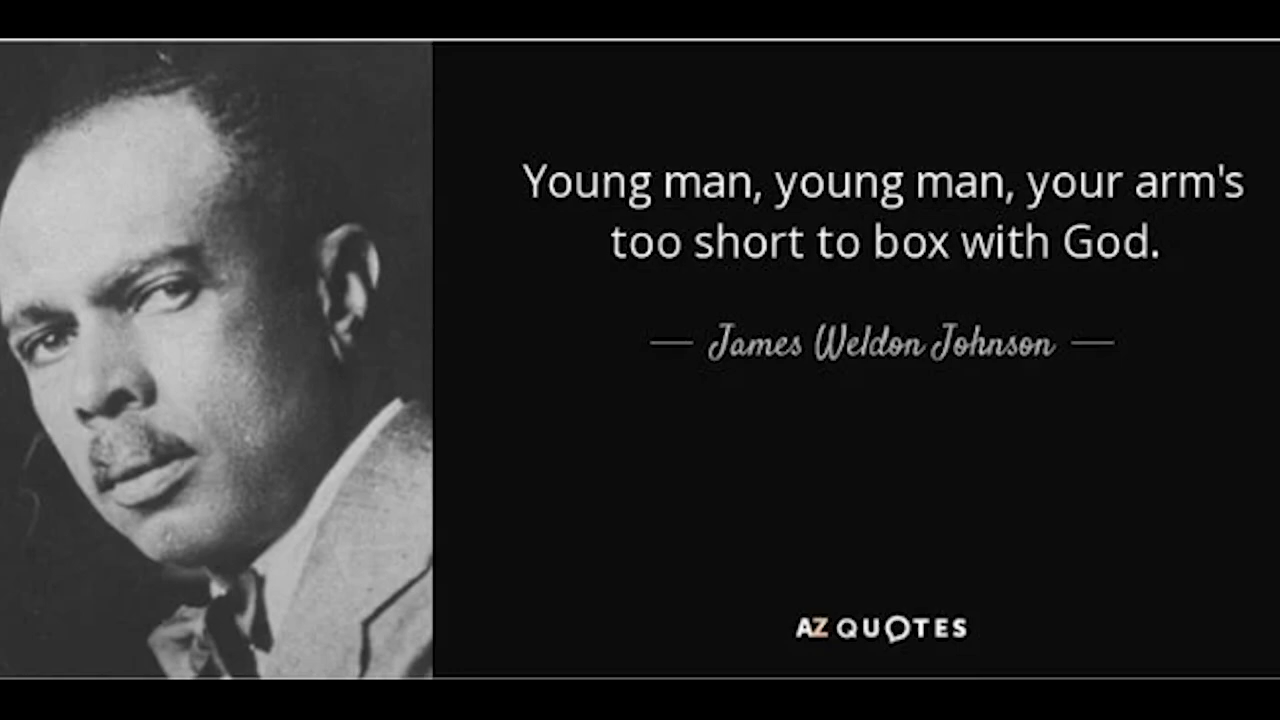 Young man, young man, your arm's
too short to box with God.
— James Weldon Johnson —
AZ QUOTES